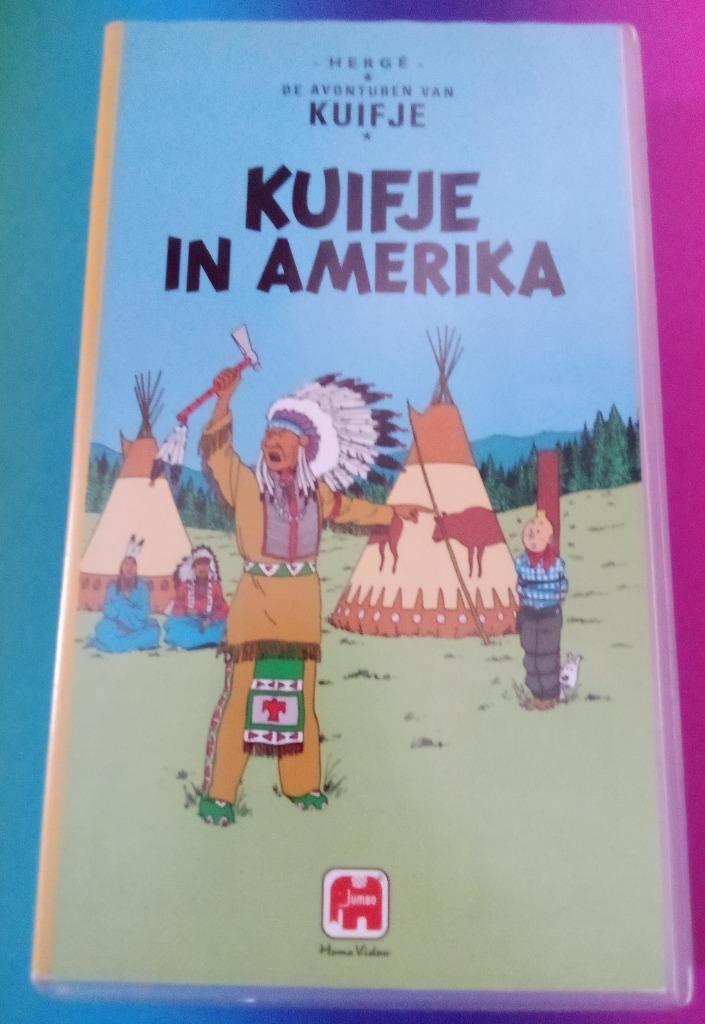 · HERGÉ ·
DE AVONTUREN VAN
KUIFJE
KUIFJE
IN AMERIKA
Jumbo
Home Video